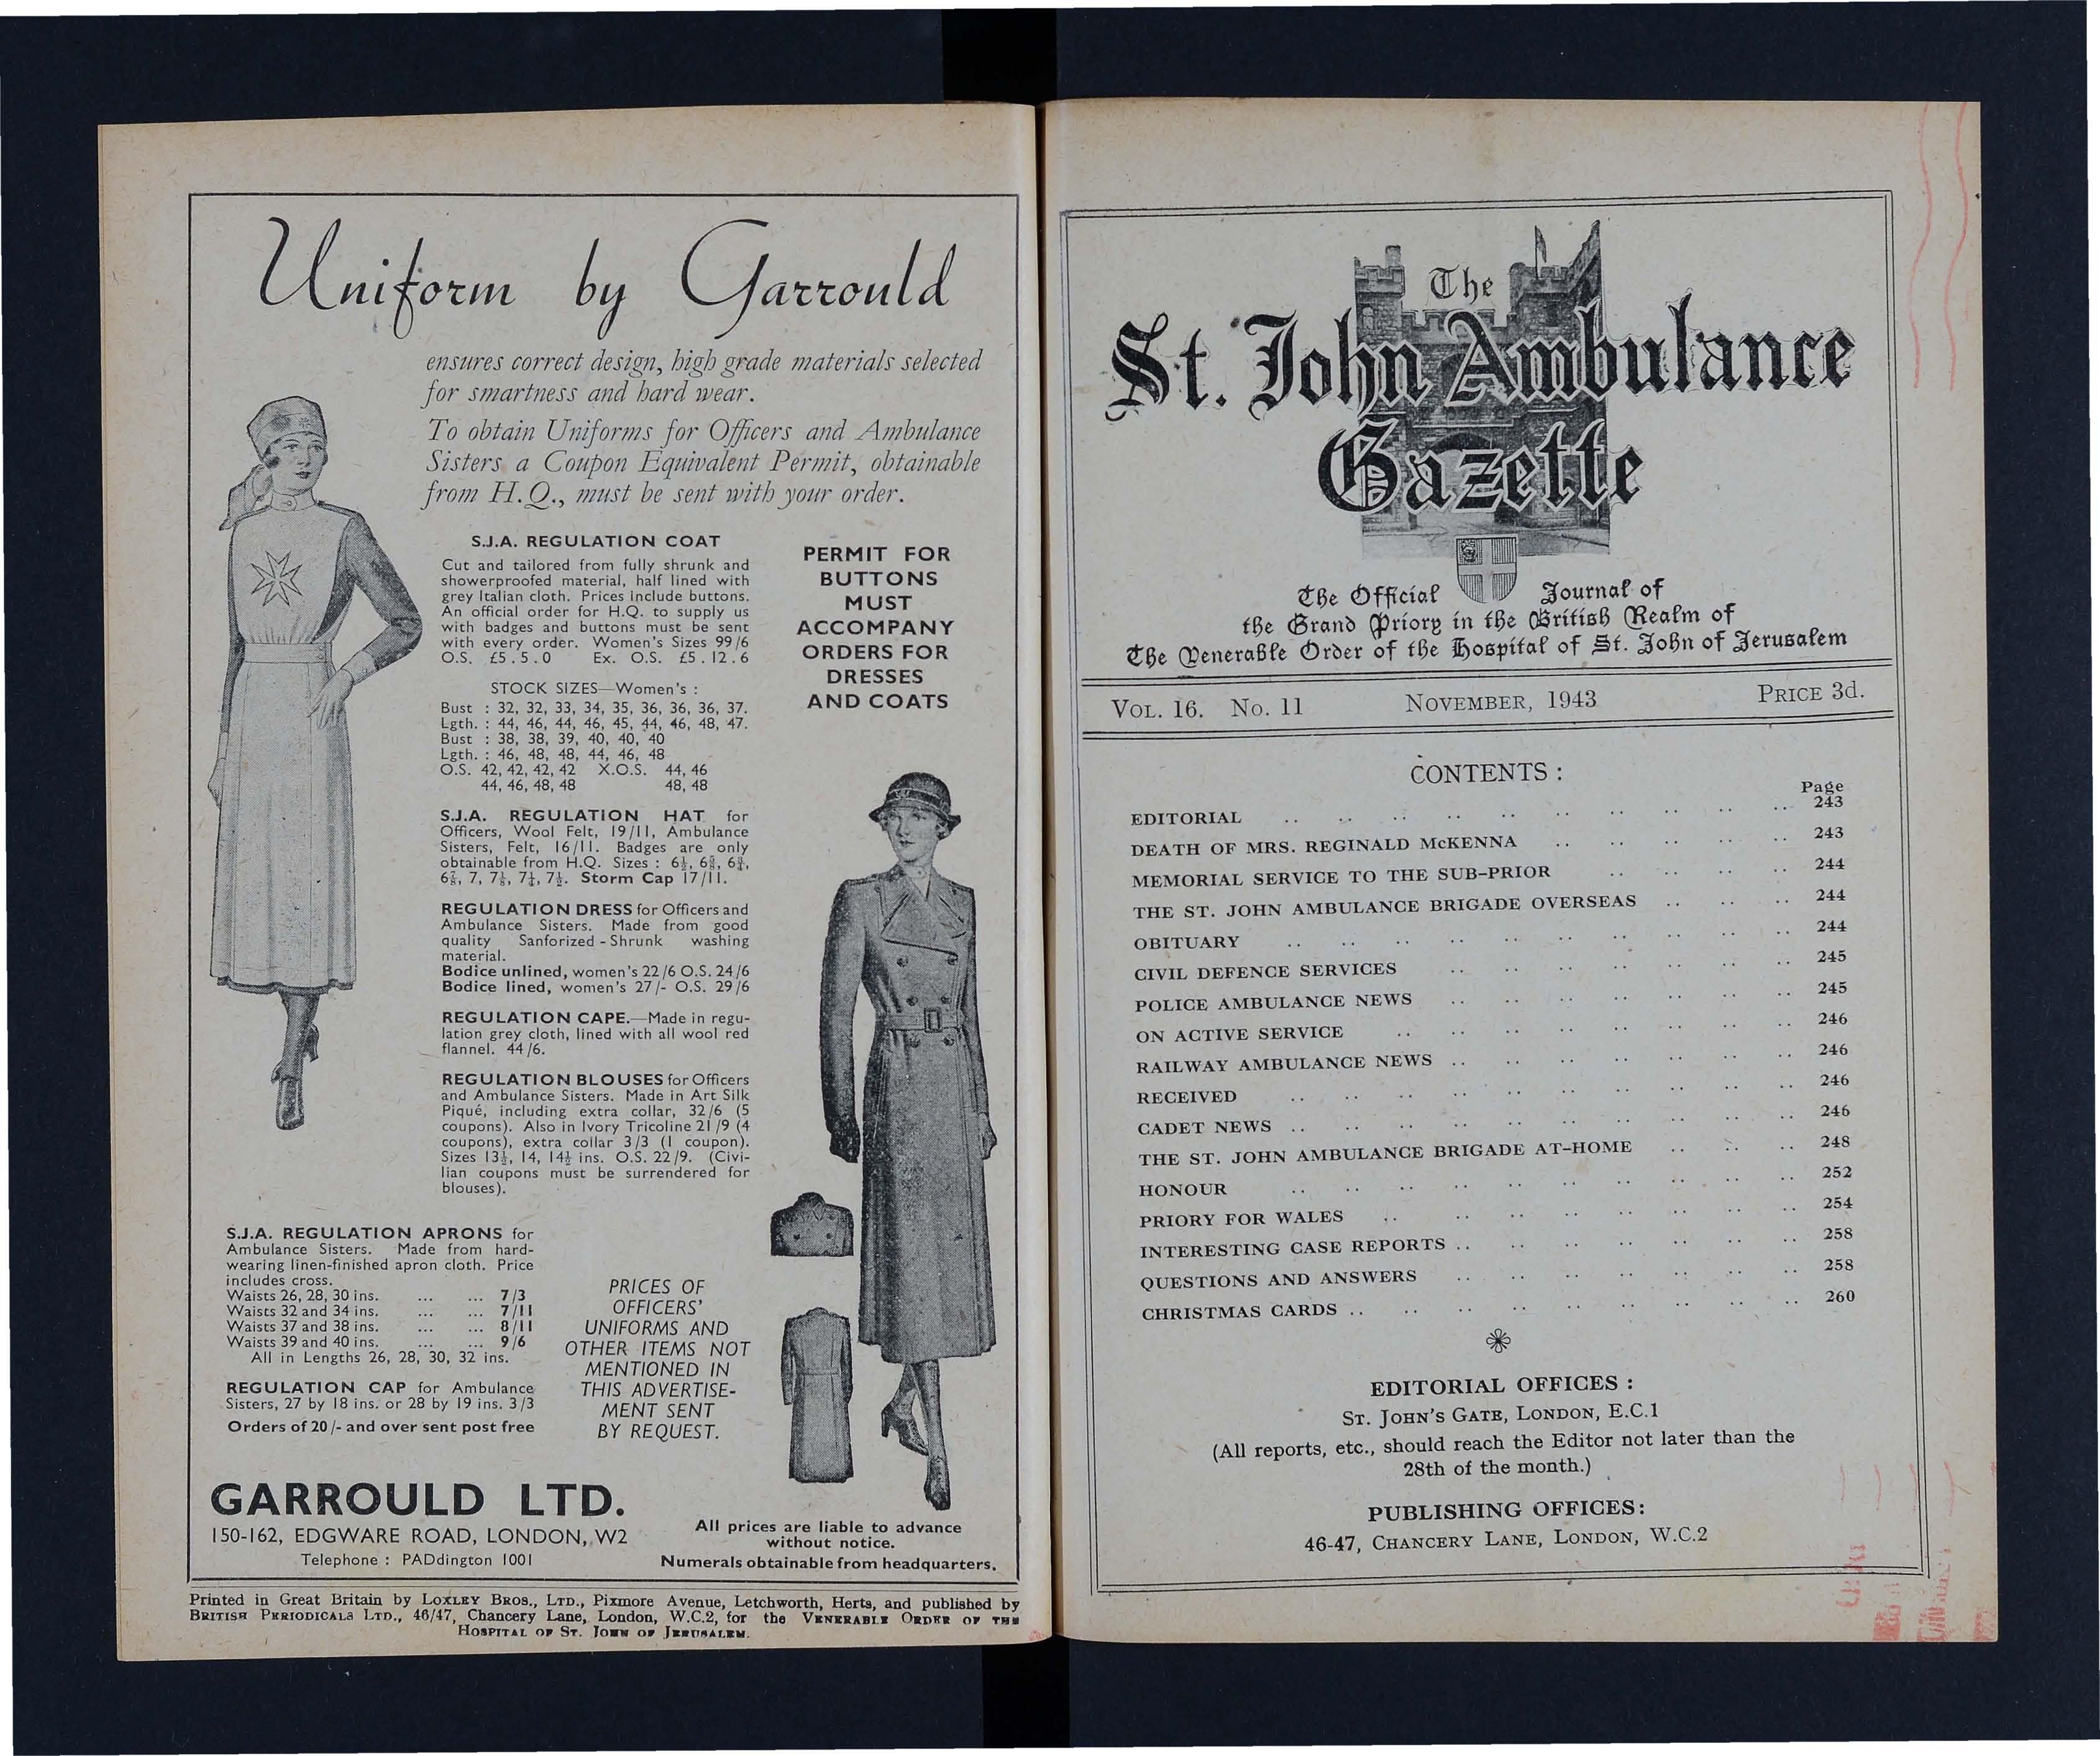 Uniform by Garrould
ensures correct design, high grade materials selected
for smartness and hard wear.
To obtain Uniforms for Officers and Ambulance
Sisters a Coupon Equivalent Permit, obtainable
from H.Q., must be sent with your order.
S.J.A. REGULATION COAT
Cut and tailored from fully shrunk and
showerproofed material, half lined with
grey Italian cloth. Prices include buttons.
An official order for H.Q. to supply us
with badges and buttons must be sent
with every order. Women's Sizes 99/6
O.S. £5.5.0 Ex. O.S. £5.12.6
STOCK SIZES—Women's :
Bust : 32, 32, 33, 34, 35, 36, 36, 36, 37.
Lgth. : 44, 46, 44, 46, 45, 44, 46, 48, 47.
Bust : 38, 38, 39, 40, 40, 40
Lgth. : 46, 48, 48, 44, 46, 48
O.S. 42, 42, 42, 42 X.O.S. 44, 46
44, 46, 48, 48 48, 48
PERMIT FOR
BUTTONS
MUST
ACCOMPANY
ORDERS FOR
DRESSES
AND COATS
S.J.A. REGULATION HAT for
Officers, Wool Felt, 19/11, Ambulance
Sisters, Felt, 16/11. Badges are only
obtainable from H.Q. Sizes : 6½, 6⅝, 6¾,
6⅞, 7, 7⅛, 7¼, 7½. Storm Cap 17/11.
REGULATION DRESS for Officers and
Ambulance Sisters. Made from good
quality Sanforized - Shrunk washing
material.
Bodice unlined, women's 22/6 O.S. 24/6
Bodice lined, women's 27/- O.S. 29/6
REGULATION CAPE.—Made in regu-
lation grey cloth, lined with all wool red
flannel. 44/6.
REGULATION BLOUSES for Officers
and Ambulance Sisters. Made in Art Silk
Piqué, including extra collar, 32/6 (5
coupons). Also in Ivory Tricoline 21/9 (4
coupons), extra collar 3/3 (1 coupon).
Sizes 13½, 14, 14½ ins. O.S. 22/9. (Civi-
lian coupons must be surrendered for
blouses).
S.J.A. REGULATION APRONS for
Ambulance Sisters. Made from hard-
wearing linen-finished apron cloth. Price
includes cross.
Waists 26, 28, 30 ins. ... ... 7/3
Waists 32 and 34 ins. ... ... 7/11
Waists 37 and 38 ins. ... ... 8/11
Waists 39 and 40 ins. ... ... 9/6
All in Lengths 26, 28, 30, 32 ins.
REGULATION CAP for Ambulance
Sisters, 27 by 18 ins. or 28 by 19 ins. 3/3
Orders of 20/- and over sent post free
PRICES OF
OFFICERS'
UNIFORMS AND
OTHER ITEMS NOT
MENTIONED IN
THIS ADVERTISE-
MENT SENT
BY REQUEST.
GARROULD LTD.
150-162, EDGWARE ROAD, LONDON, W2
Telephone : PADdington 1001
All prices are liable to advance
without notice.
Numerals obtainable from headquarters.
Printed in Great Britain by LOXLEY BROS., LTD., Pixmore Avenue, Letchworth, Herts, and published by
BRITISH PERIODICALS LTD., 46/47, Chancery Lane, London, W.C.2, for the VENERABLE ORDER OF THE
HOSPITAL OF ST. JOHN OF JERUSALEM.
The
St. John Ambulance
Gazette
The Official Journal of
the Grand Priory in the British Realm of
The Venerable Order of the Hospital of St. John of Jerusalem
VOL. 16. No. 11 NOVEMBER, 1943 PRICE 3d.
CONTENTS :
Page
EDITORIAL .. .. .. .. .. .. .. .. .. .. 243
DEATH OF MRS. REGINALD McKENNA .. .. .. .. .. 243
MEMORIAL SERVICE TO THE SUB-PRIOR .. .. .. .. 244
THE ST. JOHN AMBULANCE BRIGADE OVERSEAS .. .. .. 244
OBITUARY .. .. .. .. .. .. .. .. .. .. 244
CIVIL DEFENCE SERVICES .. .. .. .. .. .. .. 245
POLICE AMBULANCE NEWS .. .. .. .. .. .. .. 245
ON ACTIVE SERVICE .. .. .. .. .. .. .. .. 246
RAILWAY AMBULANCE NEWS .. .. .. .. .. .. .. 246
RECEIVED .. .. .. .. .. .. .. .. .. .. 246
CADET NEWS .. .. .. .. .. .. .. .. .. .. 246
THE ST. JOHN AMBULANCE BRIGADE AT-HOME .. .. .. 248
HONOUR .. .. .. .. .. .. .. .. .. .. 252
PRIORY FOR WALES .. .. .. .. .. .. .. .. 254
INTERESTING CASE REPORTS .. .. .. .. .. .. .. 258
QUESTIONS AND ANSWERS .. .. .. .. .. .. .. 258
CHRISTMAS CARDS .. .. .. .. .. .. .. .. .. 260
EDITORIAL OFFICES :
ST. JOHN'S GATE, LONDON, E.C.1
(All reports, etc., should reach the Editor not later than the
28th of the month.)
PUBLISHING OFFICES:
46-47, CHANCERY LANE, LONDON, W.C.2